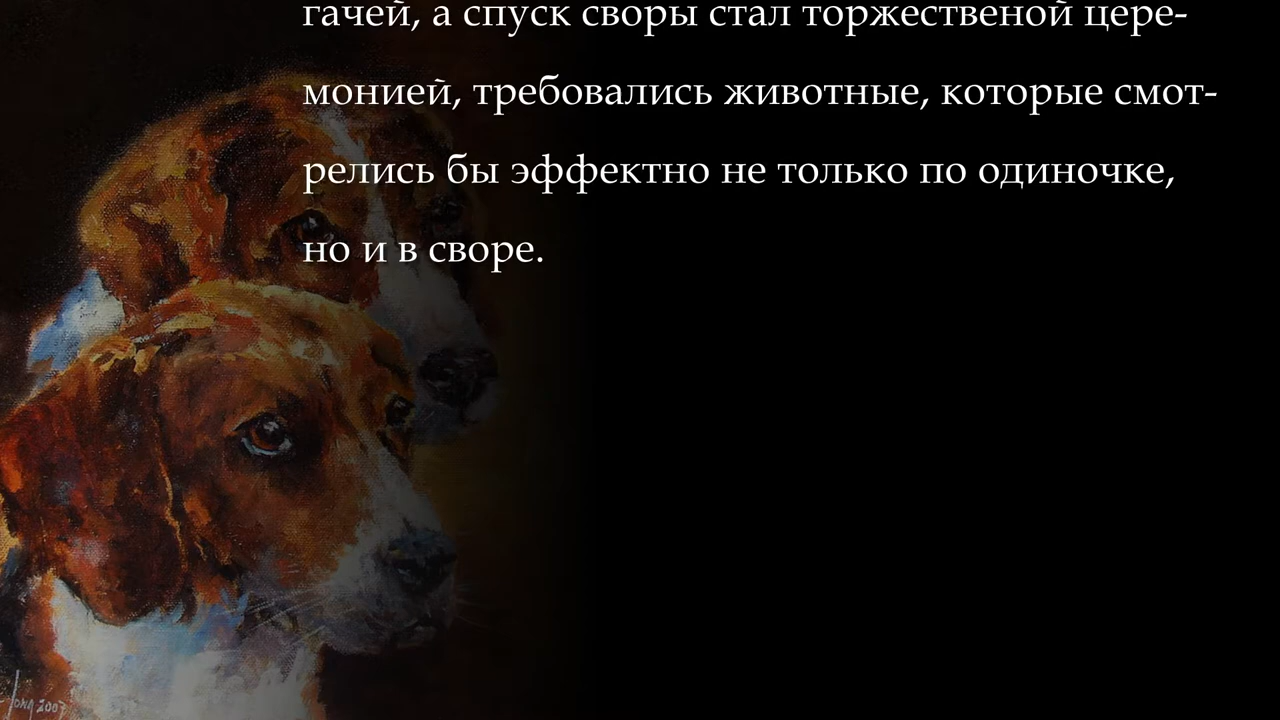 гачей, а спуск своры стал торжественой цере-
монией, требовались животные, которые смот-
релись бы эффектно не только по одиночке,
но и в своре.